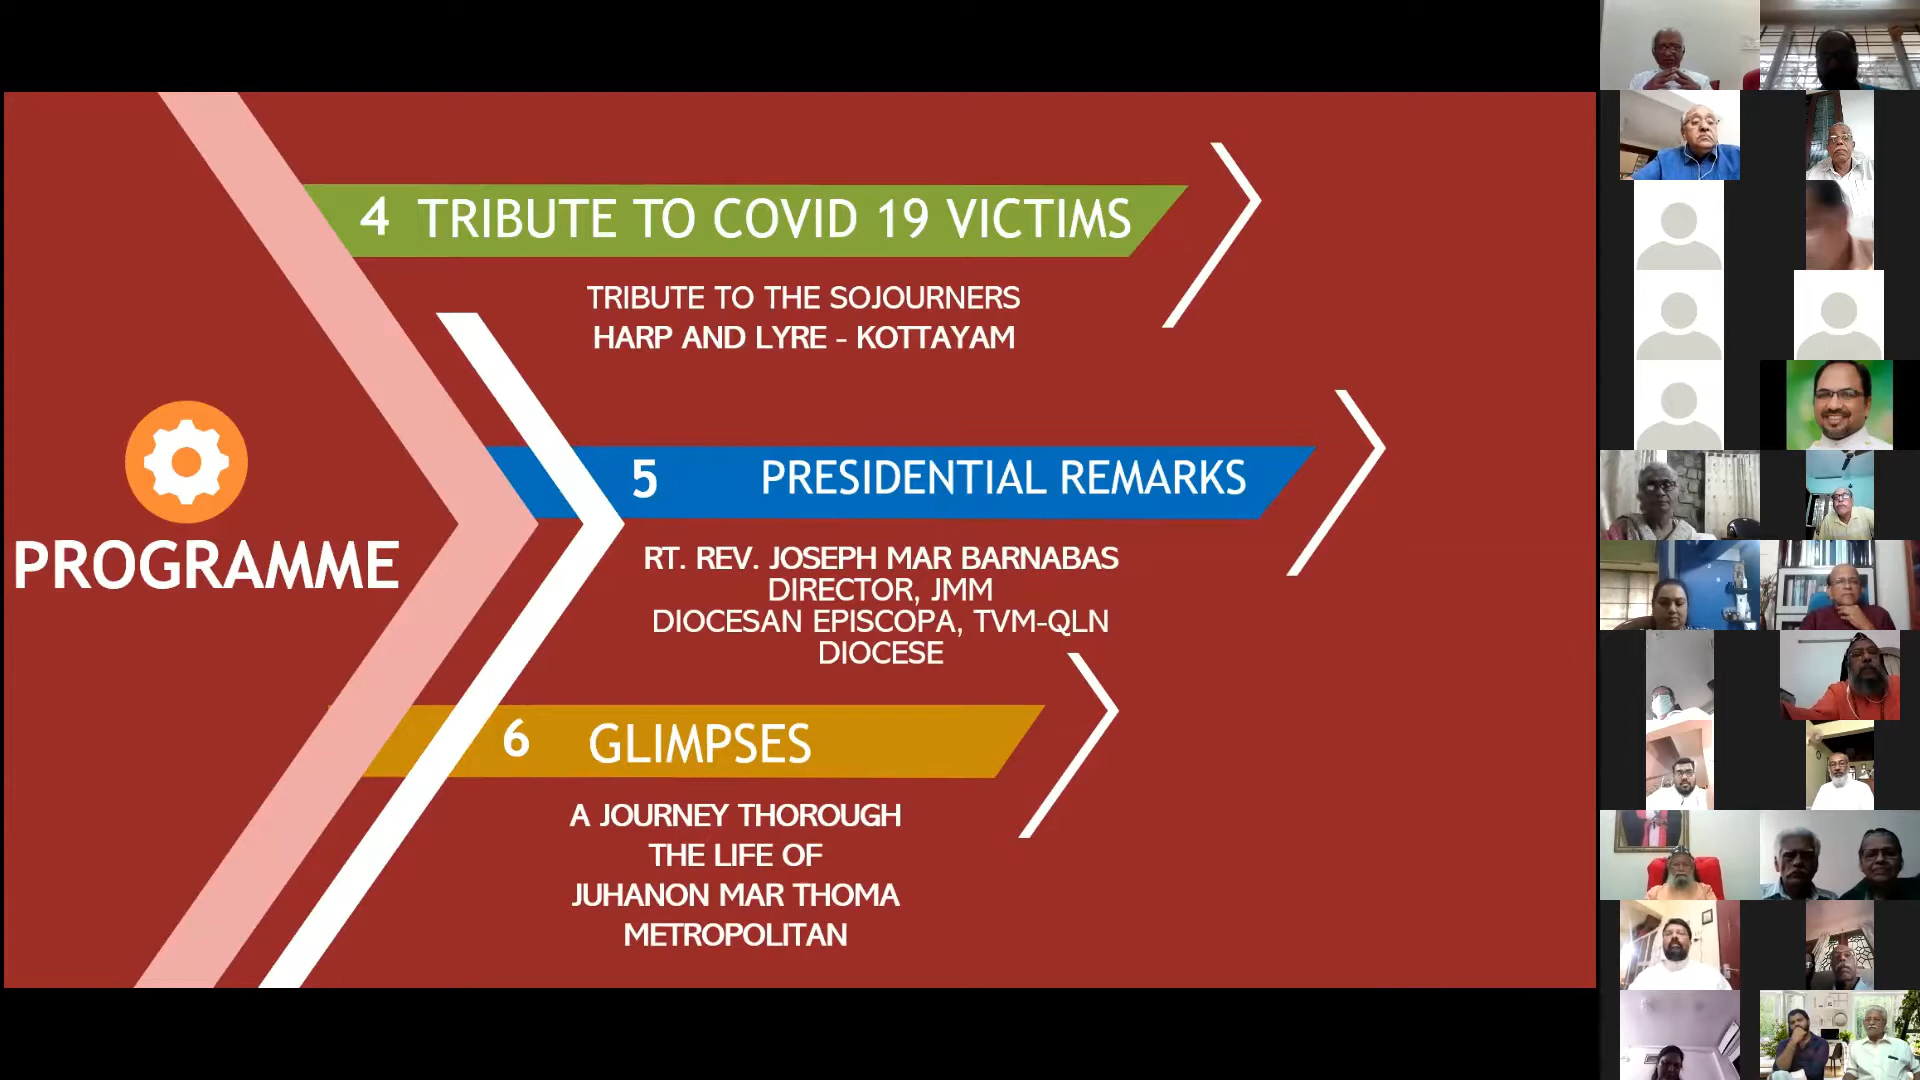 PROGRAMME
4 TRIBUTE TO COVID 19 VICTIMS
TRIBUTE TO THE SOJOURNERS
HARP AND LYRE - KOTTAYAM
5 PRESIDENTIAL REMARKS
RT. REV. JOSEPH MAR BARNABAS
DIRECTOR, JMM
DIOCESAN EPISCOPA, TVM-QLN
DIOCESE
6 GLIMPSES
A JOURNEY THOROUGH
THE LIFE OF
JUHANON MAR THOMA
METROPOLITAN